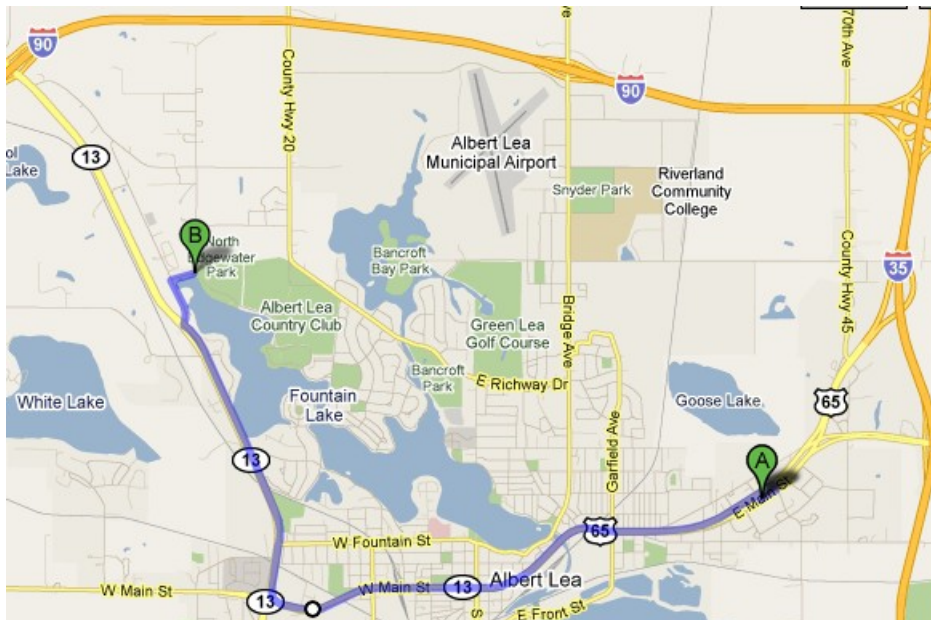 90
County Hwy 20
90
70th Ave
13
Albert Lea
Municipal Airport
Snyder Park
Riverland
Community
College
Lake
B
North
Edgewater
Park
Bancroft
Bay Park
County Hwy 45
35
Albert Lea
Country Club
Green Lea
Golf Course
Bridge Ave
Bancroft
Park
E Richway Dr
White Lake
Fountain
Lake
Goose Lake
65
Garfield Ave
13
A
E Main St
W Fountain St
65
W Main St
W Main St
13
Albert Lea
13
E Front St